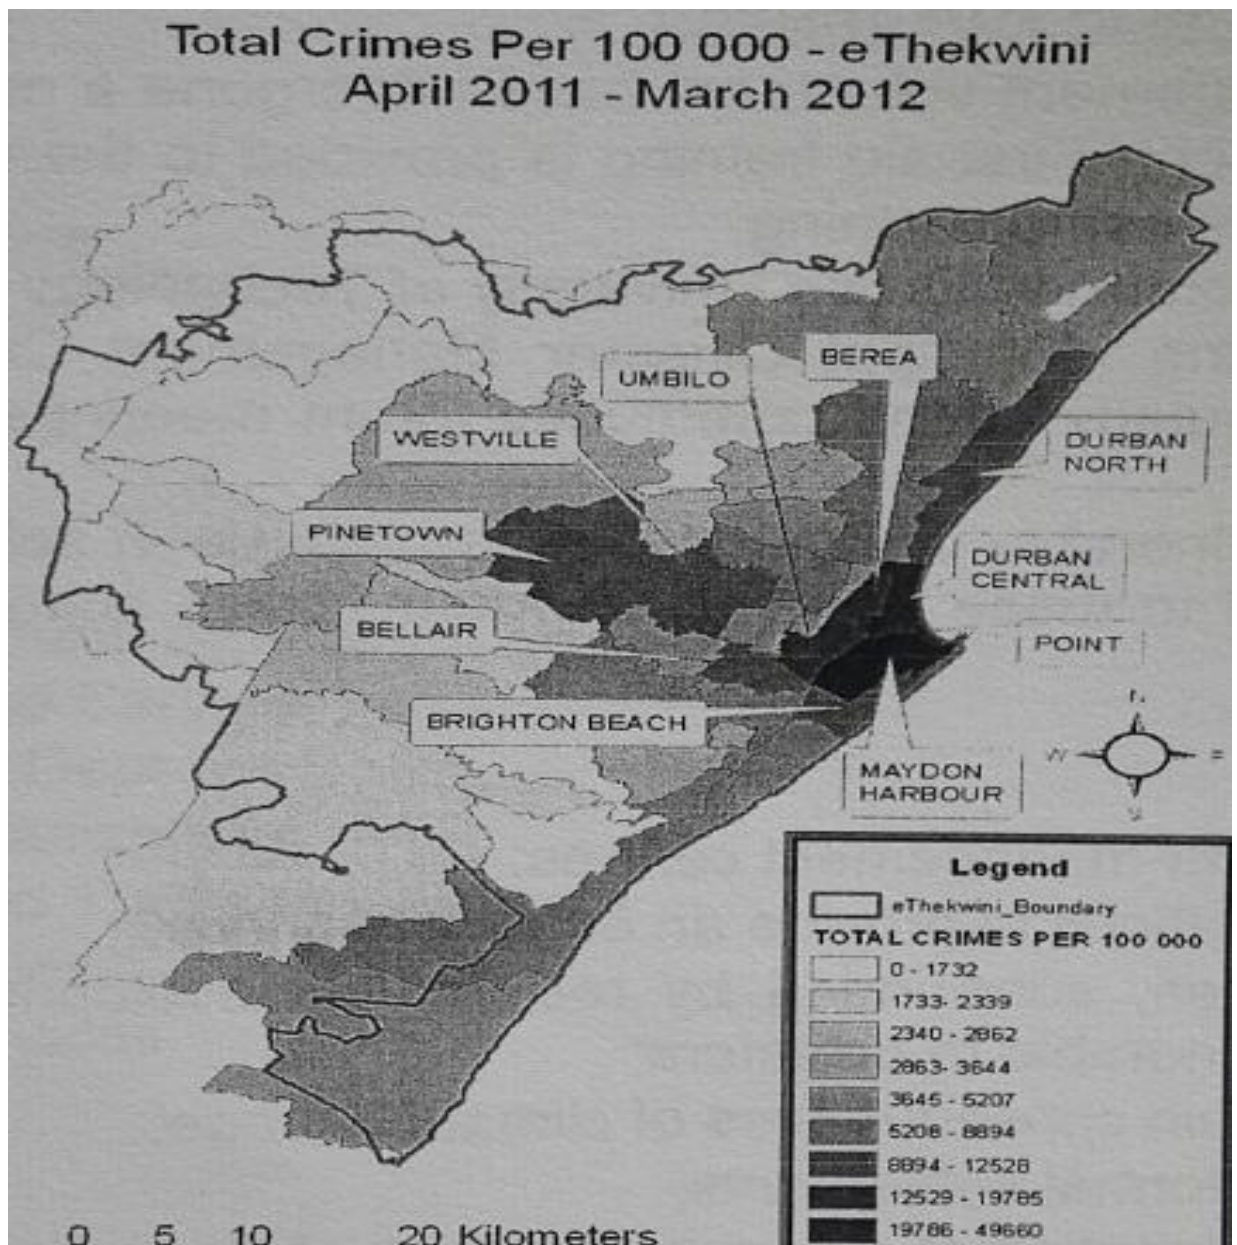 Total Crimes Per 100 000 - eThekwini
April 2011 - March 2012
BEREA
UMBILO
WESTVILLE
DURBAN
NORTH
PINETOWN
DURBAN
CENTRAL
BELLAIR
POINT
BRIGHTON BEACH
MAYDON
HARBOUR
W
E
Legend
eThekwini_Boundary
TOTAL CRIMES PER 100 000
0 - 1732
1733- 2339
2340 - 2862
2863- 3644
3645 - 5207
5208 - 8894
8894 - 12528
12529 - 19785
19786 - 49660
0 5 10 20 Kilometers